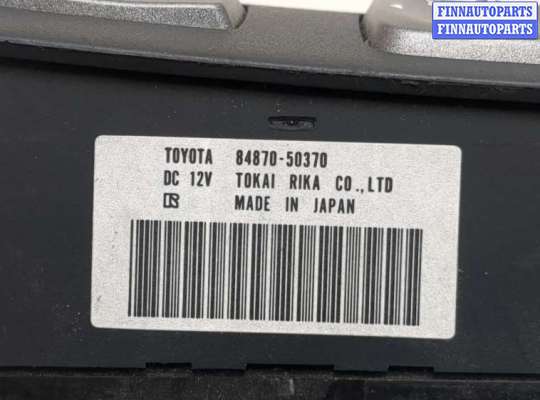 FINNAUTOPARTS
FINNAUTOPARTS
TOYOTA 84870-50370
DC 12V TOKAI RIKA CO.,LTD
MADE IN JAPAN